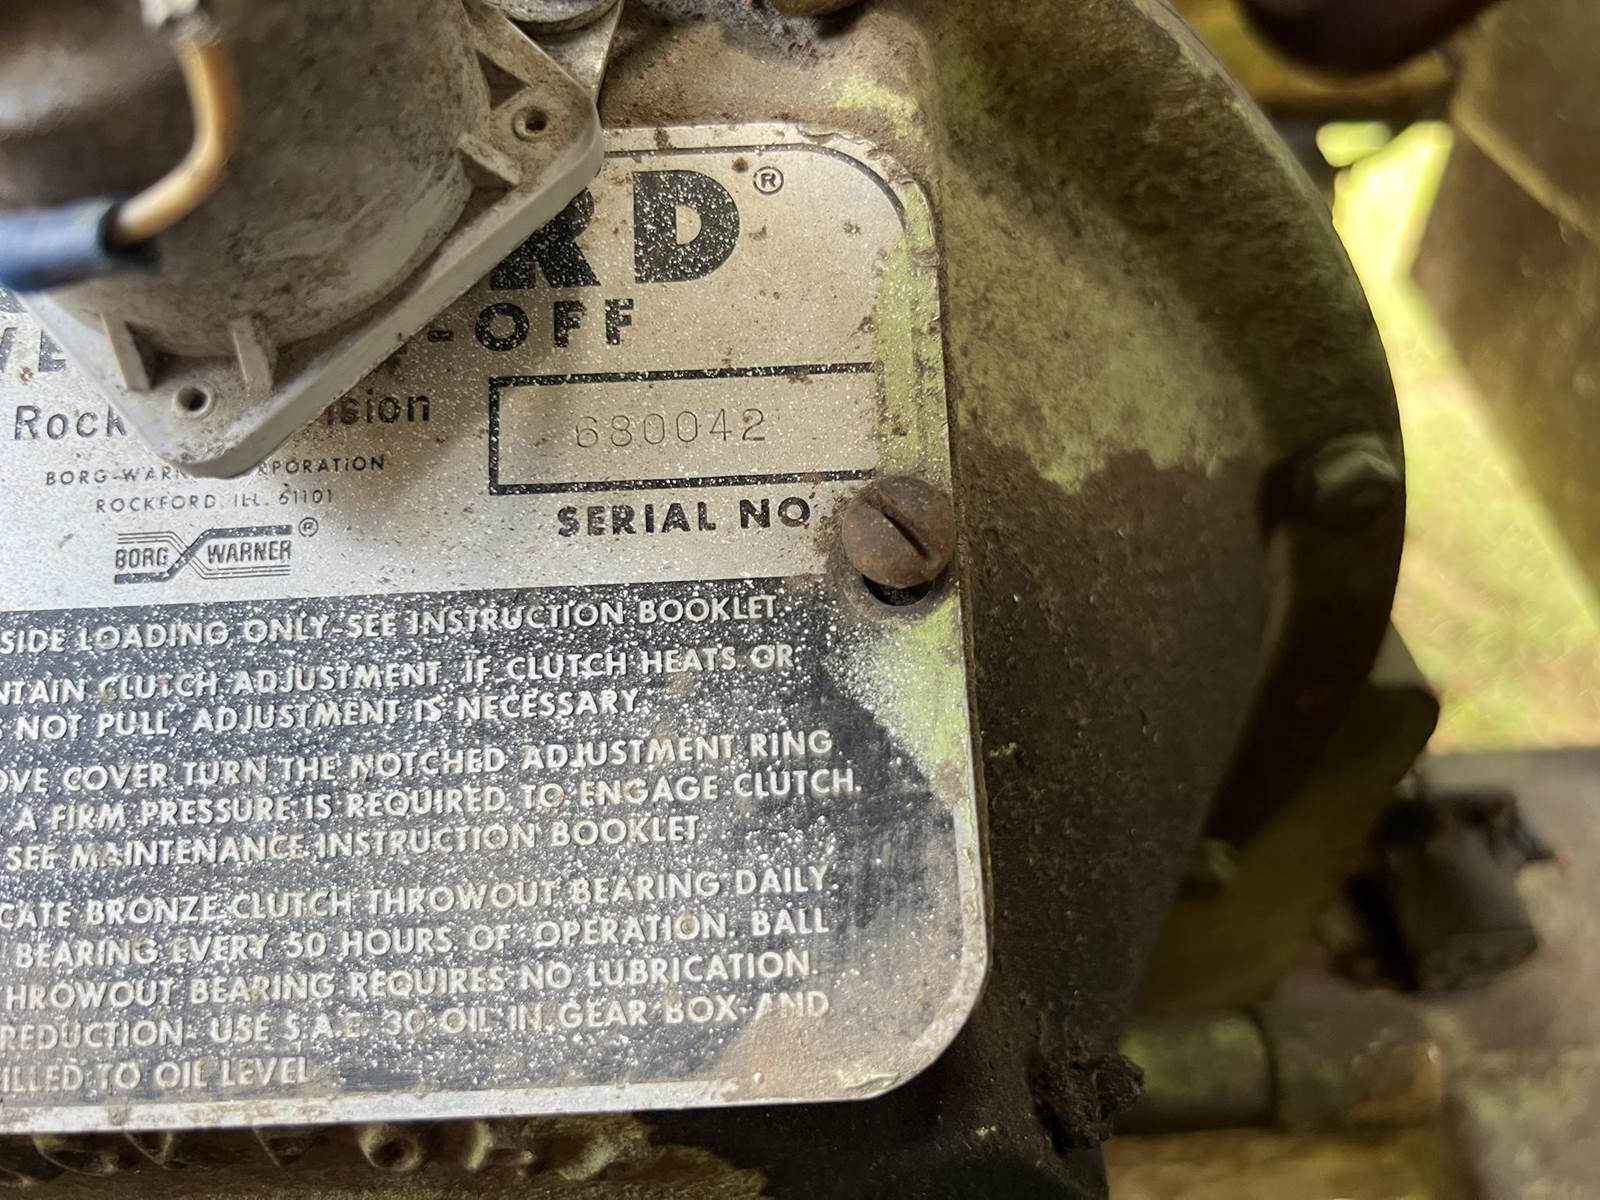 RD®
-OFF
Rock sion
680042
BORG-WARN RPORATION
ROCKFORD, ILL. 61101
SERIAL NO
BORG WARNER®
SIDE LOADING ONLY-SEE INSTRUCTION BOOKLET.
NTAIN CLUTCH ADJUSTMENT. IF CLUTCH HEATS OR
S NOT PULL, ADJUSTMENT IS NECESSARY.
OVE COVER TURN THE NOTCHED ADJUSTMENT RING
A FIRM PRESSURE IS REQUIRED TO ENGAGE CLUTCH.
SEE MAINTENANCE INSTRUCTION BOOKLET.
CATE BRONZE CLUTCH THROWOUT BEARING DAILY.
BEARING EVERY 50 HOURS OF OPERATION. BALL
HROWOUT BEARING REQUIRES NO LUBRICATION.
REDUCTION- USE S.A.E. 30 OIL IN GEAR BOX AND
ILLED TO OIL LEVEL